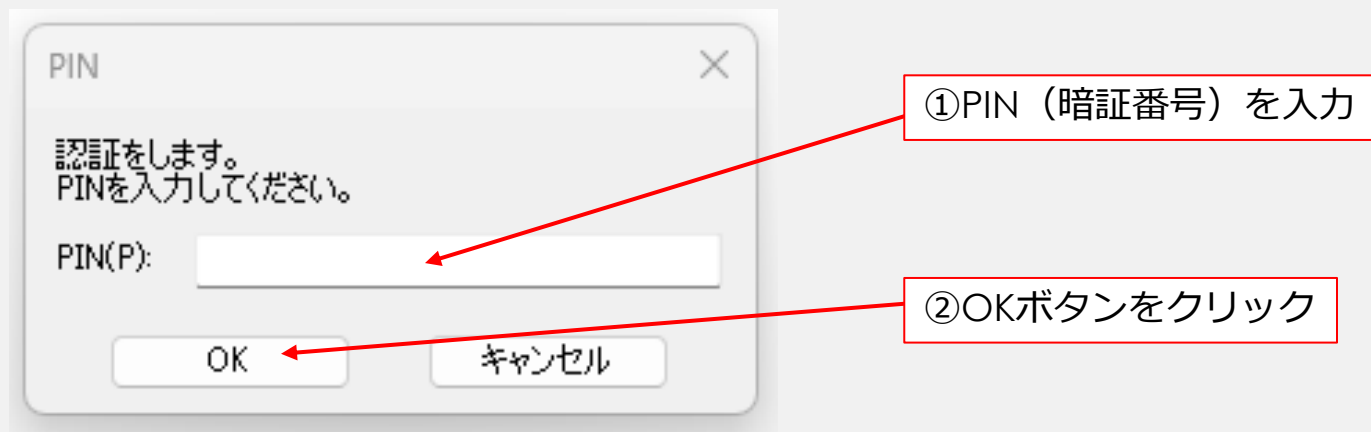 PIN
認証をします。
PINを入力してください。
PIN(P):
OK
キャンセル
①PIN（暗証番号）を入力
②OKボタンをクリック